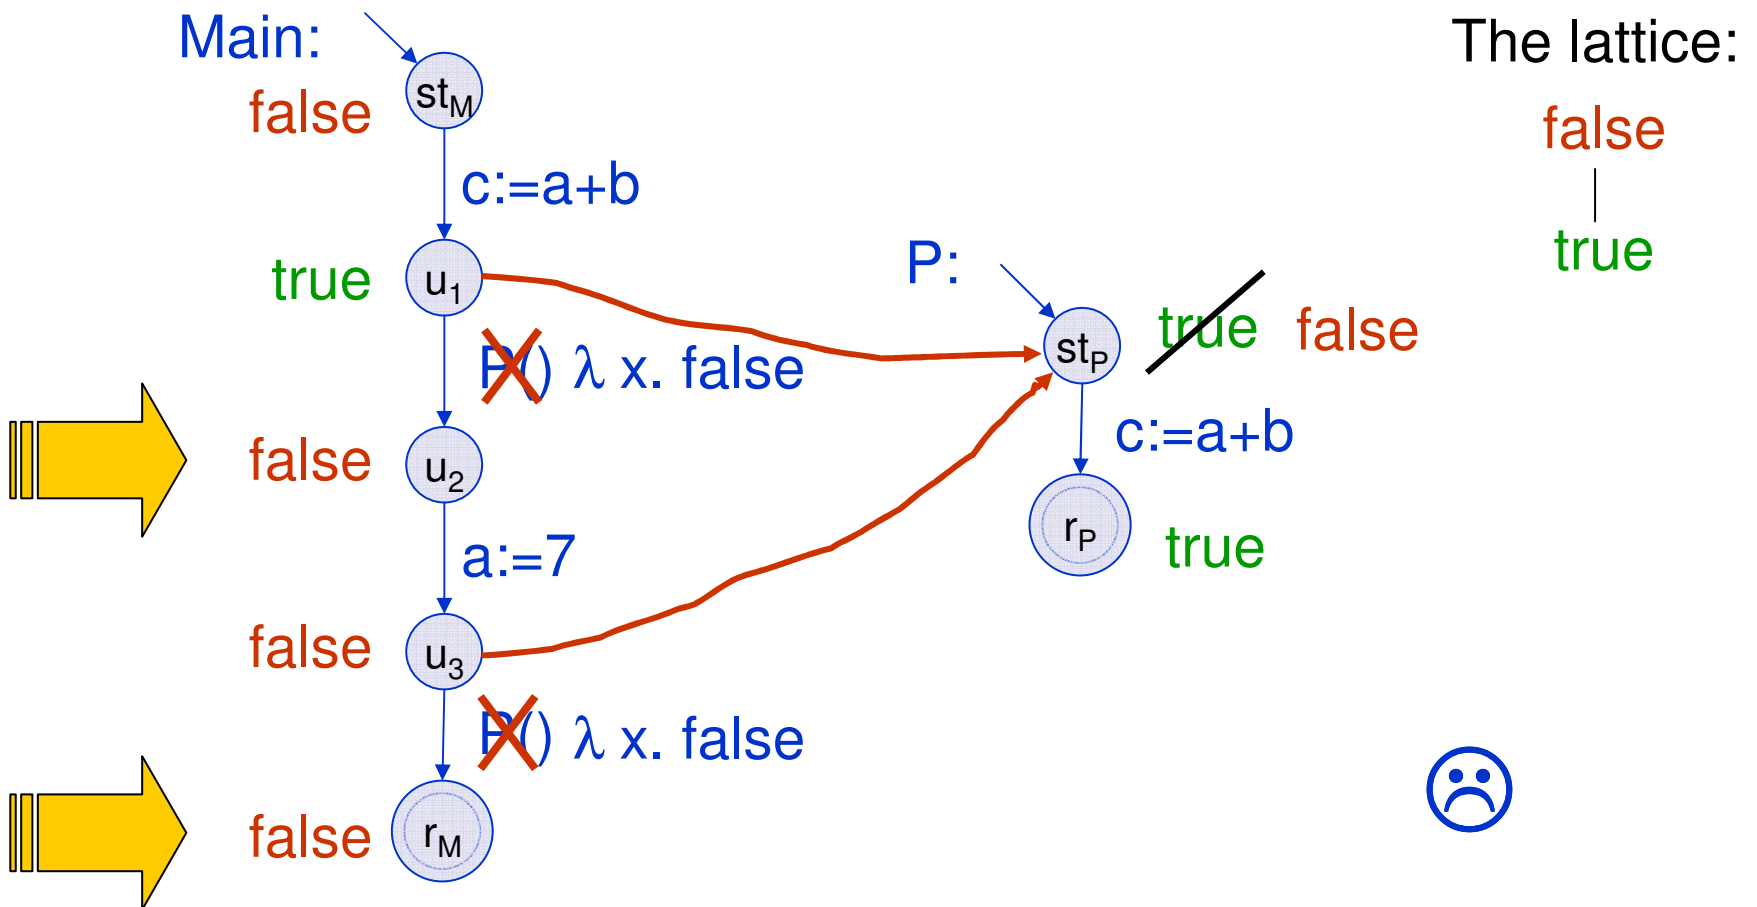 Main:
The lattice:
st_M
false
false
c:=a+b
true
P:
true
u_1
true false
st_P
P() λ x. false
c:=a+b
false
u_2
r_P
true
a:=7
false
u_3
P() λ x. false
false
r_M